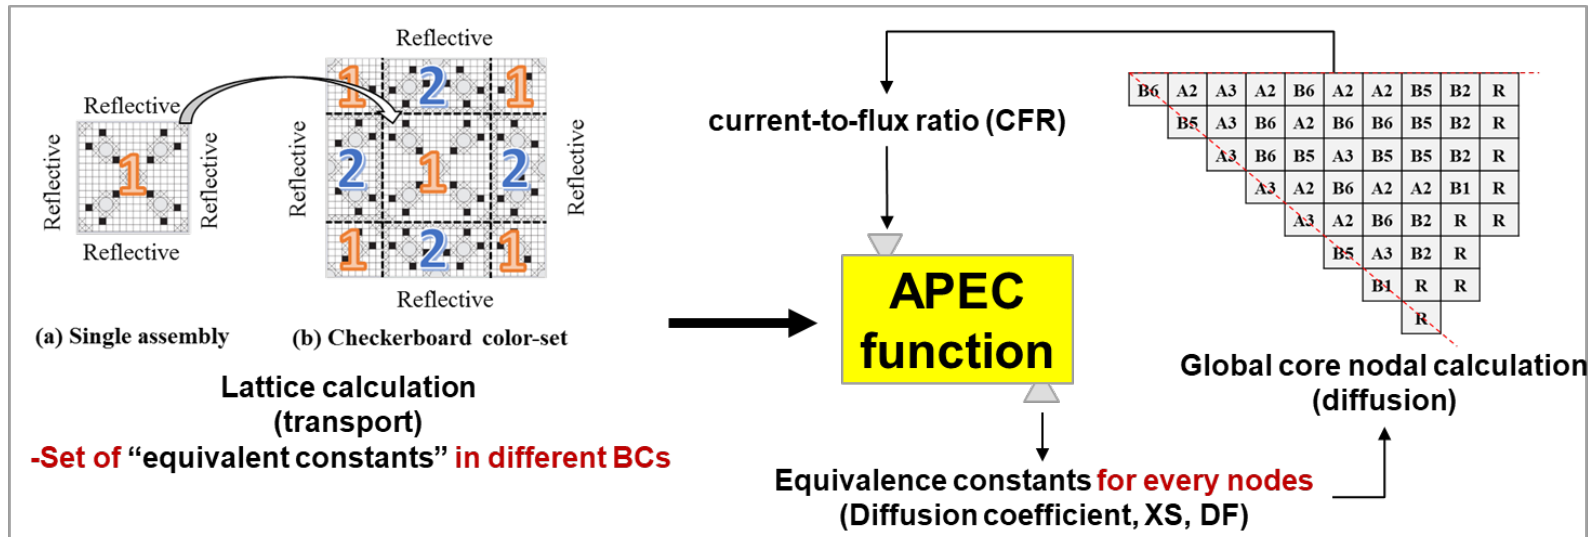 Reflective
Reflective
Reflective
Reflective
1
Reflective
(a) Single assembly
Reflective
1 2 1
2 1 2
1 2 1
Reflective
Reflective
Reflective
(b) Checkerboard color-set
Lattice calculation
(transport)
-Set of “equivalent constants” in different BCs
current-to-flux ratio (CFR)
APEC
function
Equivalence constants for every nodes
(Diffusion coefficient, XS, DF)
B6 A2 A3 A2 B6 A2 A2 B5 B2 R
B5 A3 B6 A2 B6 B6 B5 B2 R
A3 B6 B5 A3 B5 B5 B2 R
A3 A2 B6 A2 A2 B1 R
A3 A2 B6 B2 R R
B5 A3 B2 R
B1 R R
R
Global core nodal calculation
(diffusion)